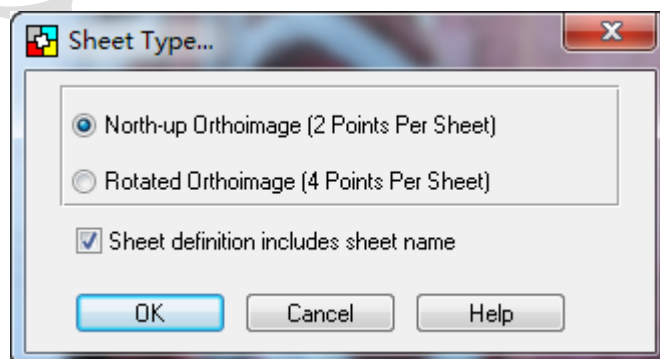 Sheet Type...
North-up Orthoimage (2 Points Per Sheet)
Rotated Orthoimage (4 Points Per Sheet)
Sheet definition includes sheet name
OK Cancel Help